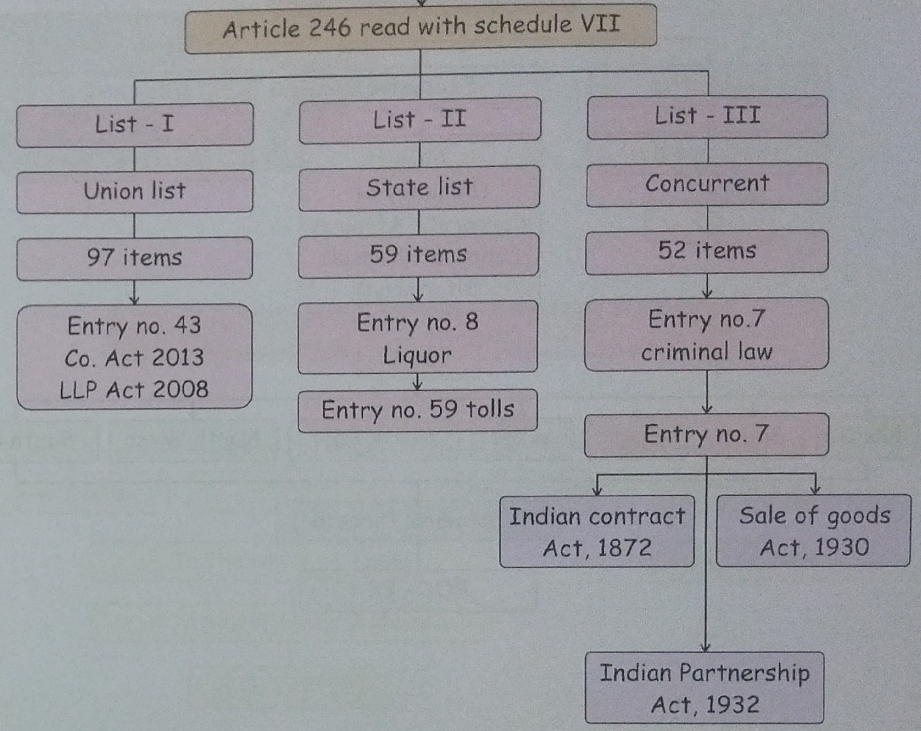 Article 246 read with schedule VII
List - I
Union list
97 items
Entry no. 43
Co. Act 2013
LLP Act 2008
List - II
State list
59 items
Entry no. 8
Liquor
Entry no. 59 tolls
List - III
Concurrent
52 items
Entry no.7
criminal law
Entry no. 7
Indian contract
Act, 1872
Sale of goods
Act, 1930
Indian Partnership
Act, 1932